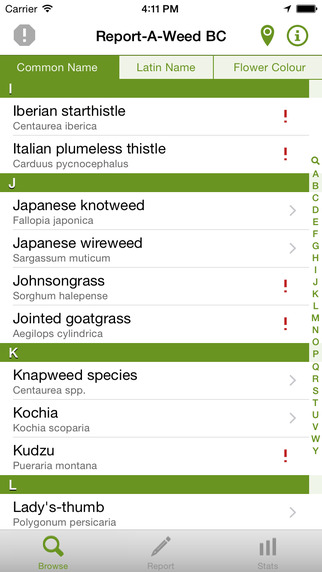 Carrier 4:11 PM
Report-A-Weed BC
Common Name Latin Name Flower Colour
I
Iberian starthistle
Centaurea iberica
!
Italian plumeless thistle
Carduus pycnocephalus
!
J
Japanese knotweed
Fallopia japonica
Japanese wireweed
Sargassum muticum
Johnsongrass
Sorghum halepense
!
Jointed goatgrass
Aegilops cylindrica
!
K
Knapweed species
Centaurea spp.
Kochia
Kochia scoparia
Kudzu
Pueraria montana
!
L
Lady's-thumb
Polygonum persicaria
A
B
C
D
E
F
G
H
I
J
K
L
M
N
O
P
Q
R
S
T
U
V
W
Y
Browse Report Stats